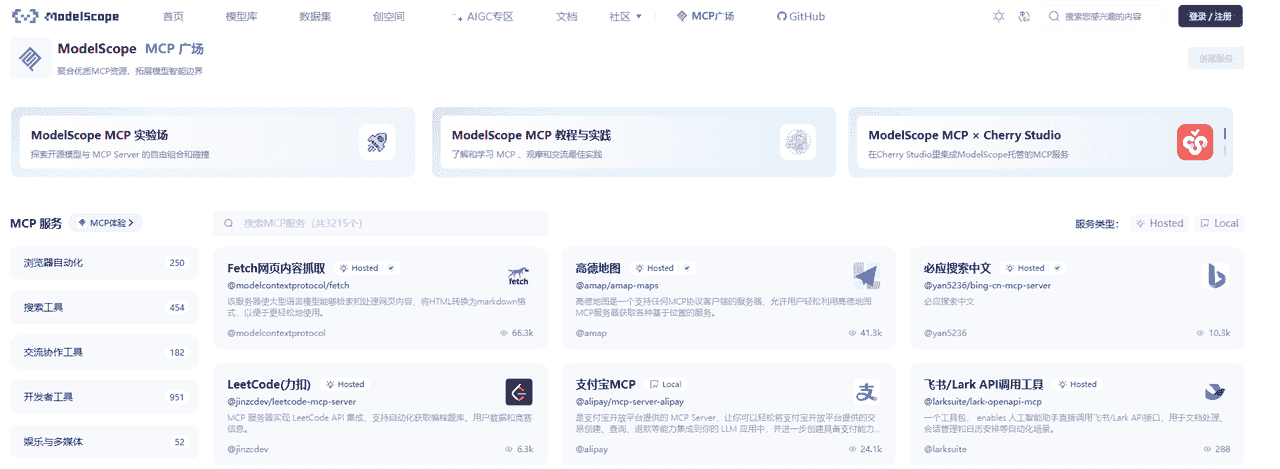 ModelScope 首页 模型库 数据集 创空间 AIGC专区 文档 社区 MCP广场 GitHub 搜索您感兴趣的内容 登录 / 注册
ModelScope MCP 广场
聚合优质MCP资源，拓展模型智能边界
创建服务
ModelScope MCP 实验场
探索开源模型与 MCP Server 的自由组合和碰撞
ModelScope MCP 教程与实践
了解和学习 MCP 、观摩和交流最佳实践
ModelScope MCP × Cherry Studio
在Cherry Studio里集成ModelScope托管的MCP服务
MCP 服务 MCP体验
搜索MCP服务（共3215个）
服务类型： Hosted Local
浏览器自动化 250
搜索工具 454
交流协作工具 182
开发者工具 951
娱乐与多媒体 52
Fetch网页内容抓取 Hosted
@modelcontextprotocol/fetch
fetch
该服务器使大型语言模型能够检索和处理网页内容，将HTML转换为markdown格
式，以便于更轻松地使用。
@modelcontextprotocol 66.3k
高德地图 Hosted
@amap/amap-maps
高德地图是一个支持任何MCP协议客户端的服务器，允许用户轻松利用高德地图
MCP服务器获取各种基于位置的服务。
@amap 41.3k
必应搜索中文 Hosted
@yan5236/bing-cn-mcp-server
必应搜索中文
@yan5236 10.3k
LeetCode(力扣) Hosted
@jinzcdev/leetcode-mcp-server
MCP 服务器实现 LeetCode API 集成，支持自动化获取编程题库、用户数据和竞赛
信息。
@jinzcdev 6.3k
支付宝MCP Local
@alipay/mcp-server-alipay
支
是支付宝开放平台提供的 MCP Server，让你可以轻松将支付宝开放平台提供的交
易创建、查询、退款等能力集成到你的 LLM 应用中，并进一步创建具备支付能力...
@alipay 24.1k
飞书/Lark API调用工具 Hosted
@larksuite/lark-openapi-mcp
一个工具包， enables 人工智能助手直接调用飞书/Lark API接口，用于文档处理、
会话管理和日历安排等自动化场景。
@larksuite 288